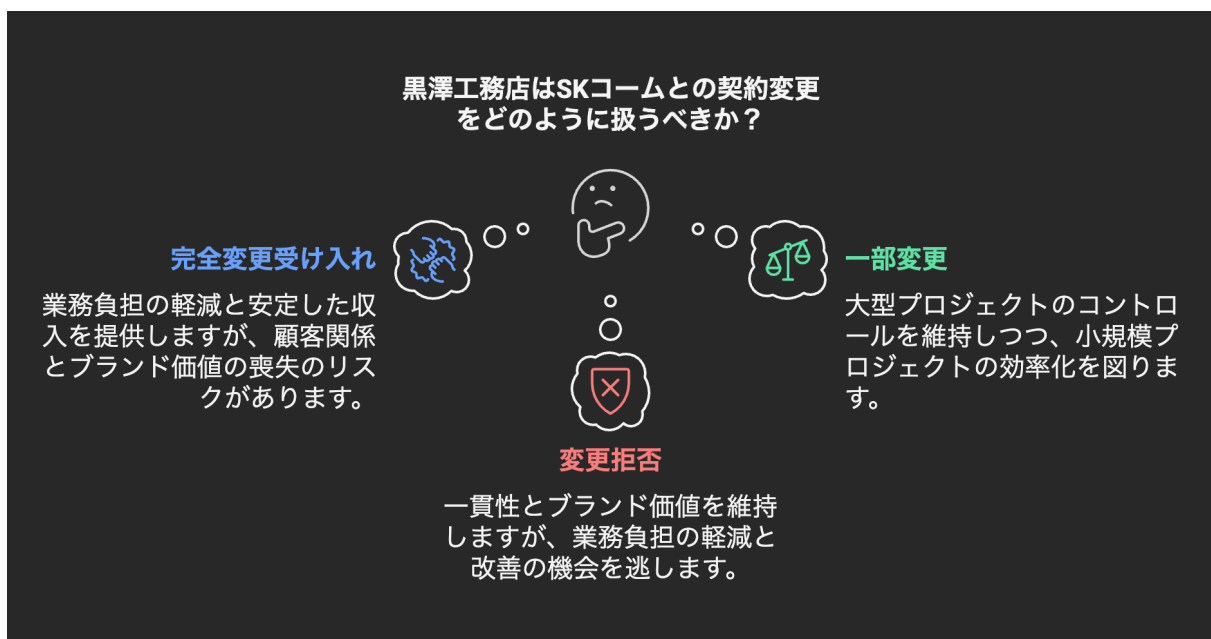 黒澤工務店はSKコームとの契約変更
をどのように扱うべきか？
完全変更受け入れ
業務負担の軽減と安定した収
入を提供しますが、顧客関係
とブランド価値の喪失のリス
クがあります。
一部変更
大型プロジェクトのコントロ
ールを維持しつつ、小規模プ
ロジェクトの効率化を図りま
す。
変更拒否
一貫性とブランド価値を維持
しますが、業務負担の軽減と
改善の機会を逃します。